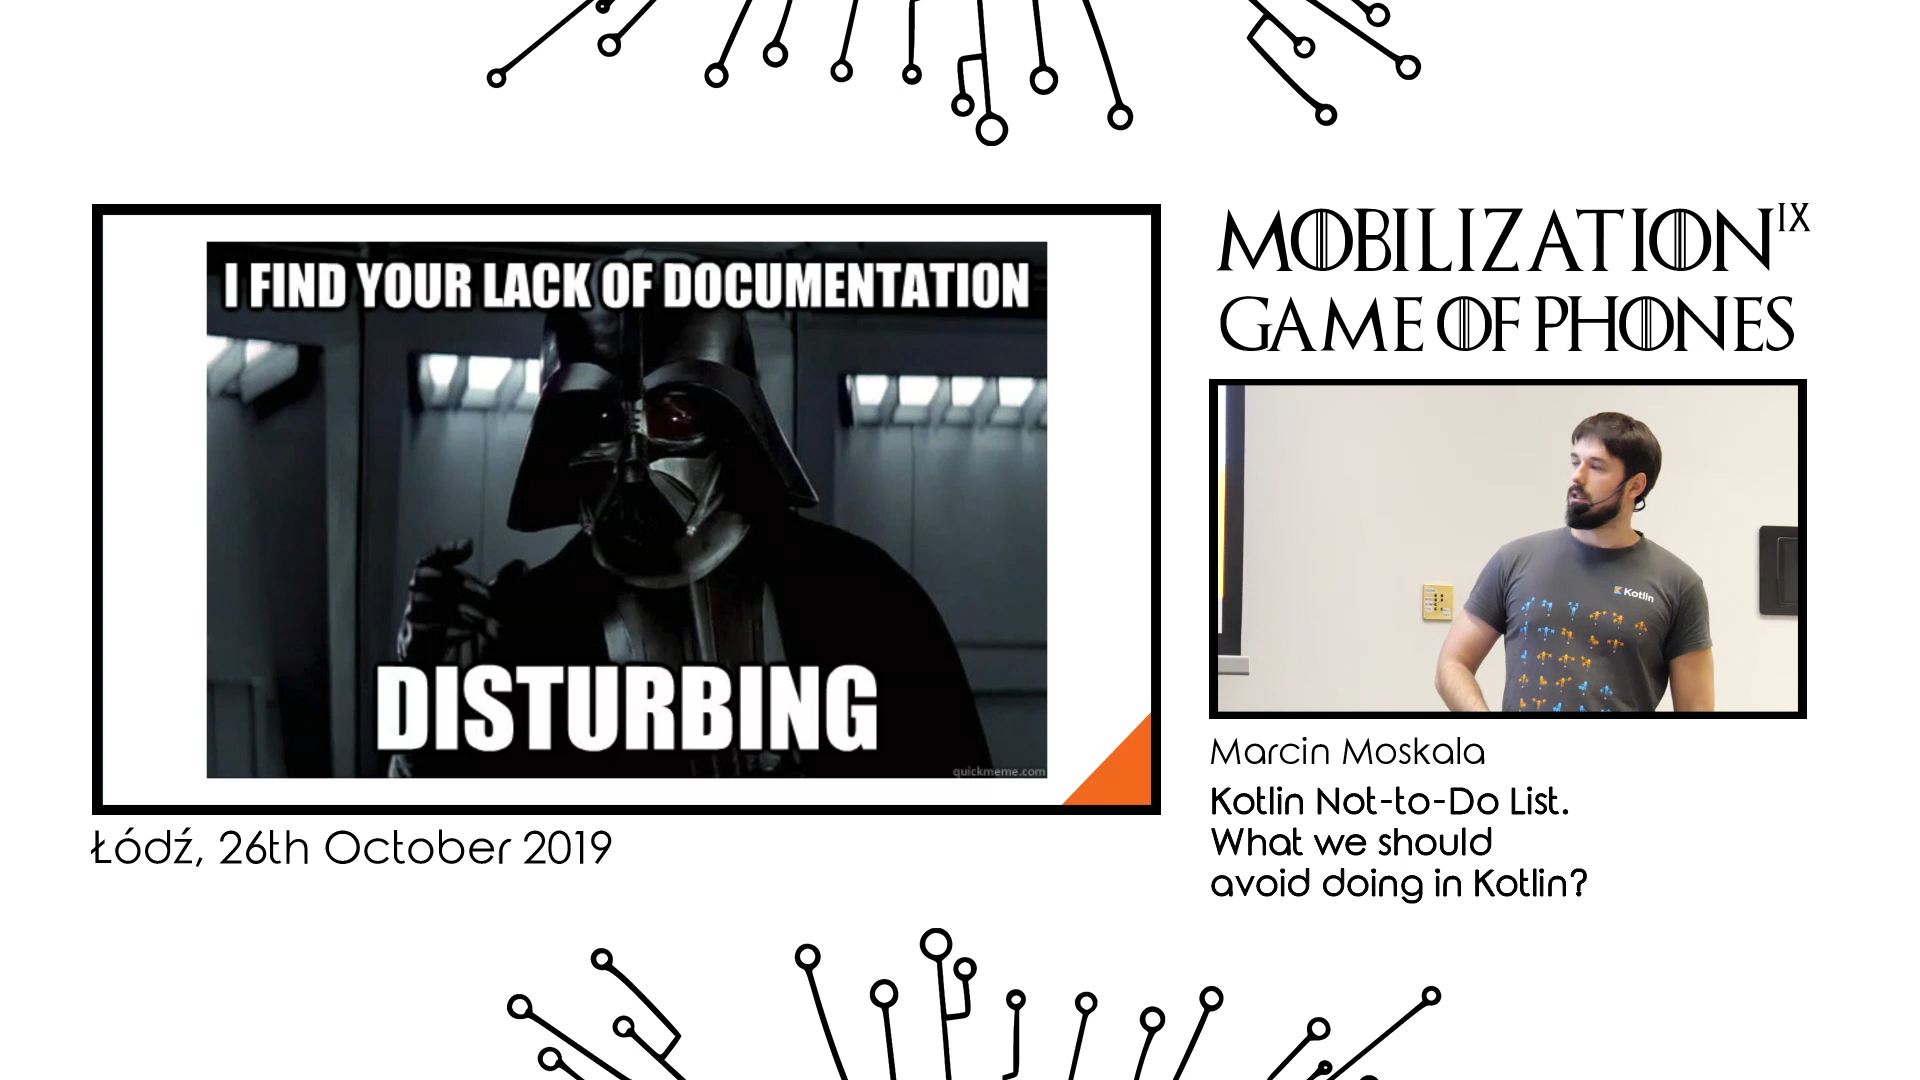 MOBILIZATION IX
GAME OF PHONES
I FIND YOUR LACK OF DOCUMENTATION
DISTURBING
quickmeme.com
Kotlin
Marcin Moskala
Kotlin Not-to-Do List.
What we should
avoid doing in Kotlin?
Łódź, 26th October 2019